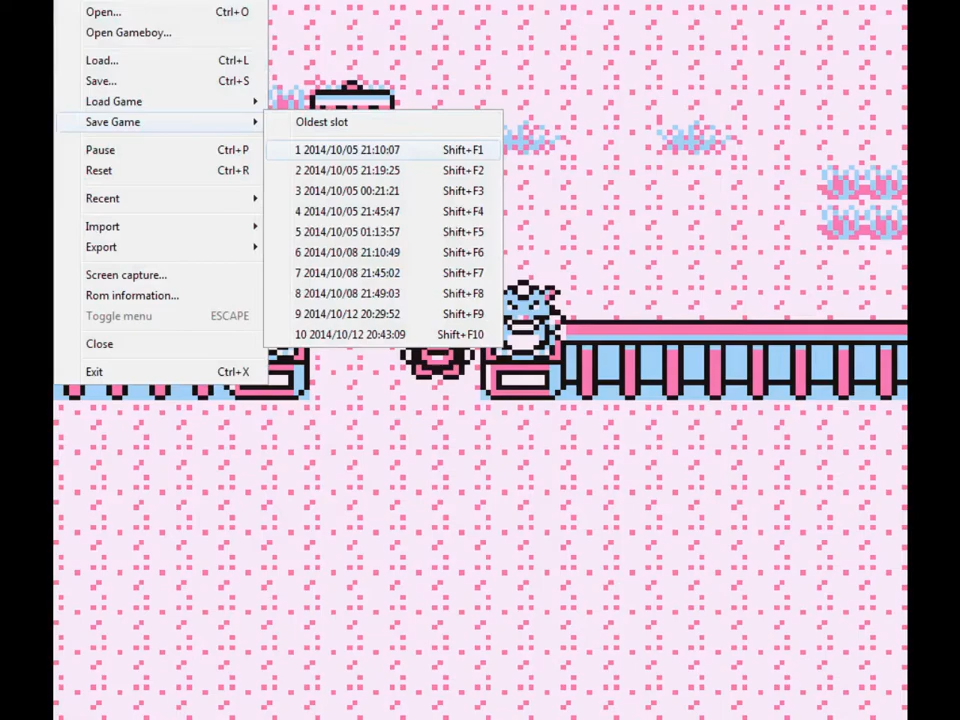 Open... Ctrl+O
Open Gameboy...
Load... Ctrl+L
Save... Ctrl+S
Load Game
Save Game
Pause Ctrl+P
Reset Ctrl+R
Recent
Import
Export
Screen capture...
Rom information...
Toggle menu ESCAPE
Close
Exit Ctrl+X
Oldest slot
1 2014/10/05 21:10:07 Shift+F1
2 2014/10/05 21:19:25 Shift+F2
3 2014/10/05 00:21:21 Shift+F3
4 2014/10/05 21:45:47 Shift+F4
5 2014/10/05 01:13:57 Shift+F5
6 2014/10/08 21:10:49 Shift+F6
7 2014/10/08 21:45:02 Shift+F7
8 2014/10/08 21:49:03 Shift+F8
9 2014/10/12 20:29:52 Shift+F9
10 2014/10/12 20:43:09 Shift+F10